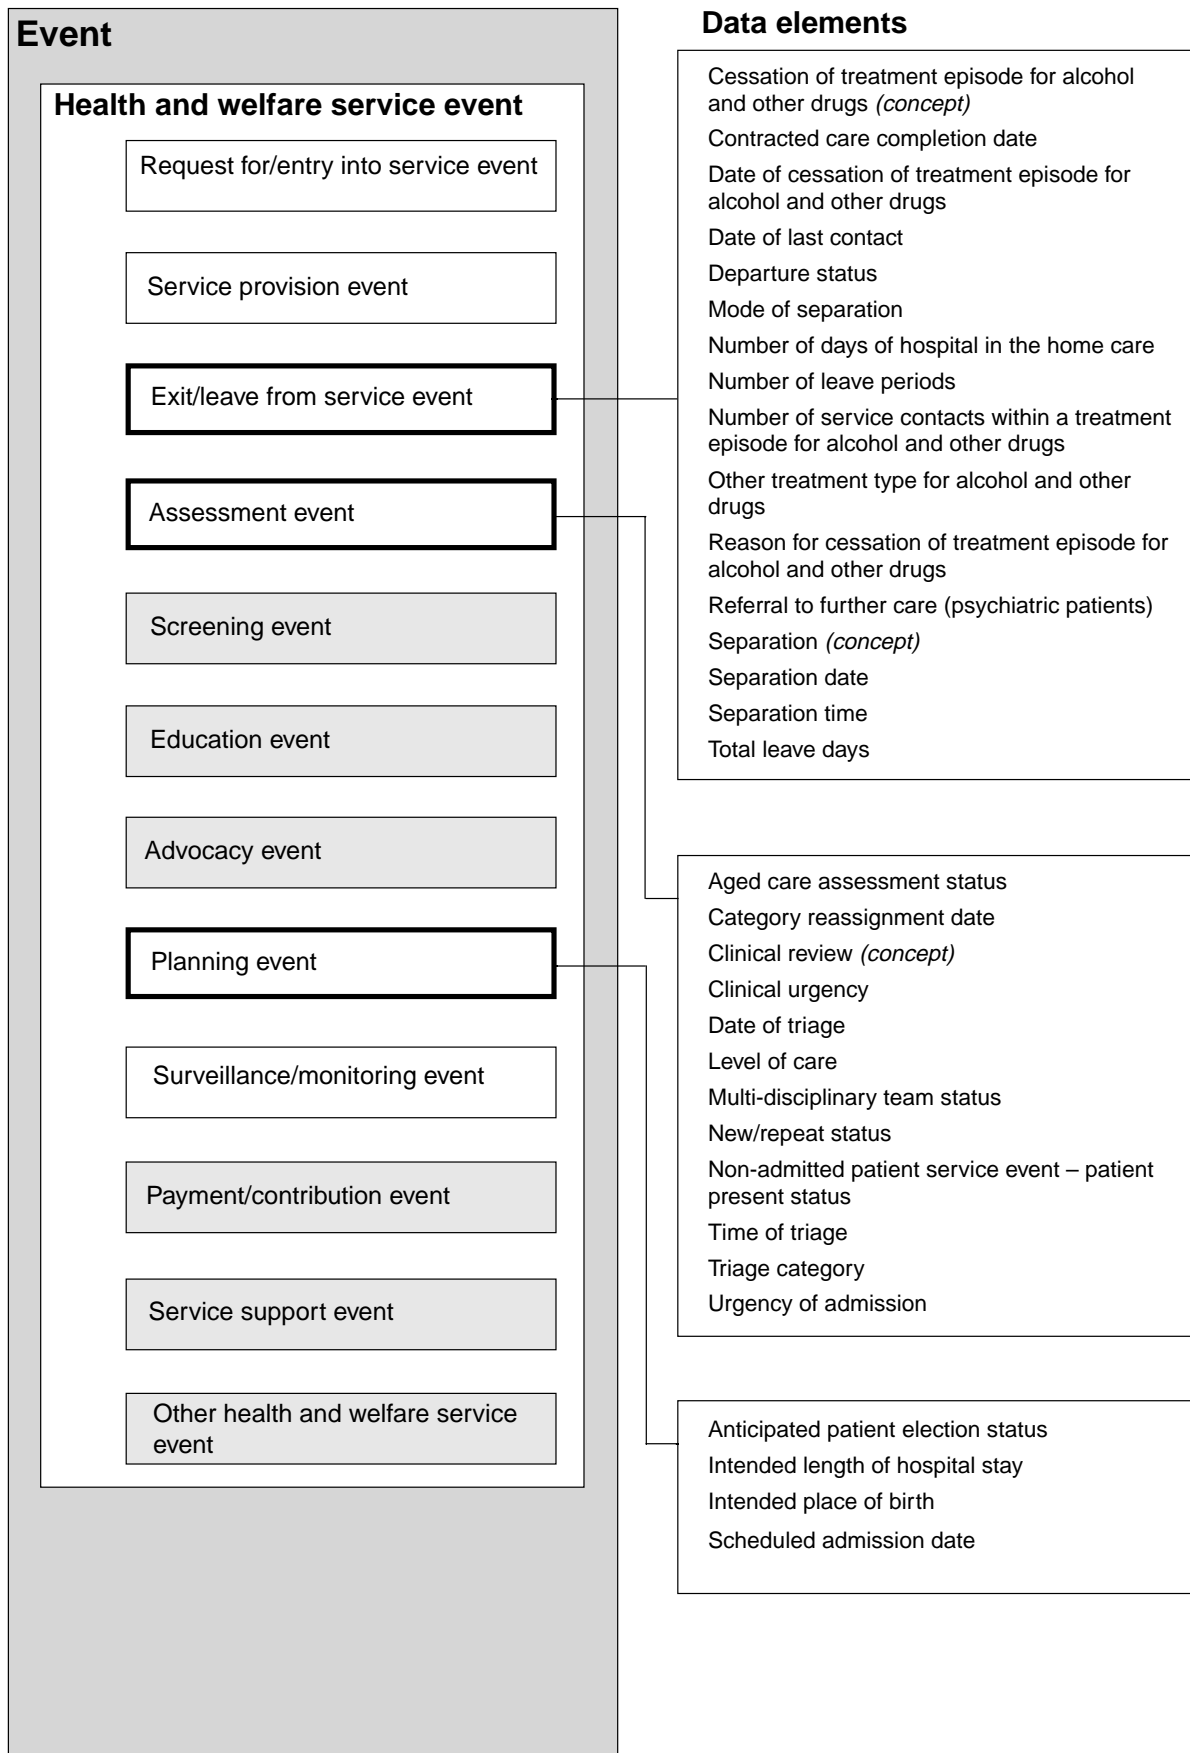 Event
Health and welfare service event
Request for/entry into service event
Service provision event
Exit/leave from service event
Assessment event
Screening event
Education event
Advocacy event
Planning event
Surveillance/monitoring event
Payment/contribution event
Service support event
Other health and welfare service
event
Data elements
Cessation of treatment episode for alcohol
and other drugs (concept)
Contracted care completion date
Date of cessation of treatment episode for
alcohol and other drugs
Date of last contact
Departure status
Mode of separation
Number of days of hospital in the home care
Number of leave periods
Number of service contacts within a treatment
episode for alcohol and other drugs
Other treatment type for alcohol and other
drugs
Reason for cessation of treatment episode for
alcohol and other drugs
Referral to further care (psychiatric patients)
Separation (concept)
Separation date
Separation time
Total leave days
Aged care assessment status
Category reassignment date
Clinical review (concept)
Clinical urgency
Date of triage
Level of care
Multi-disciplinary team status
New/repeat status
Non-admitted patient service event – patient
present status
Time of triage
Triage category
Urgency of admission
Anticipated patient election status
Intended length of hospital stay
Intended place of birth
Scheduled admission date